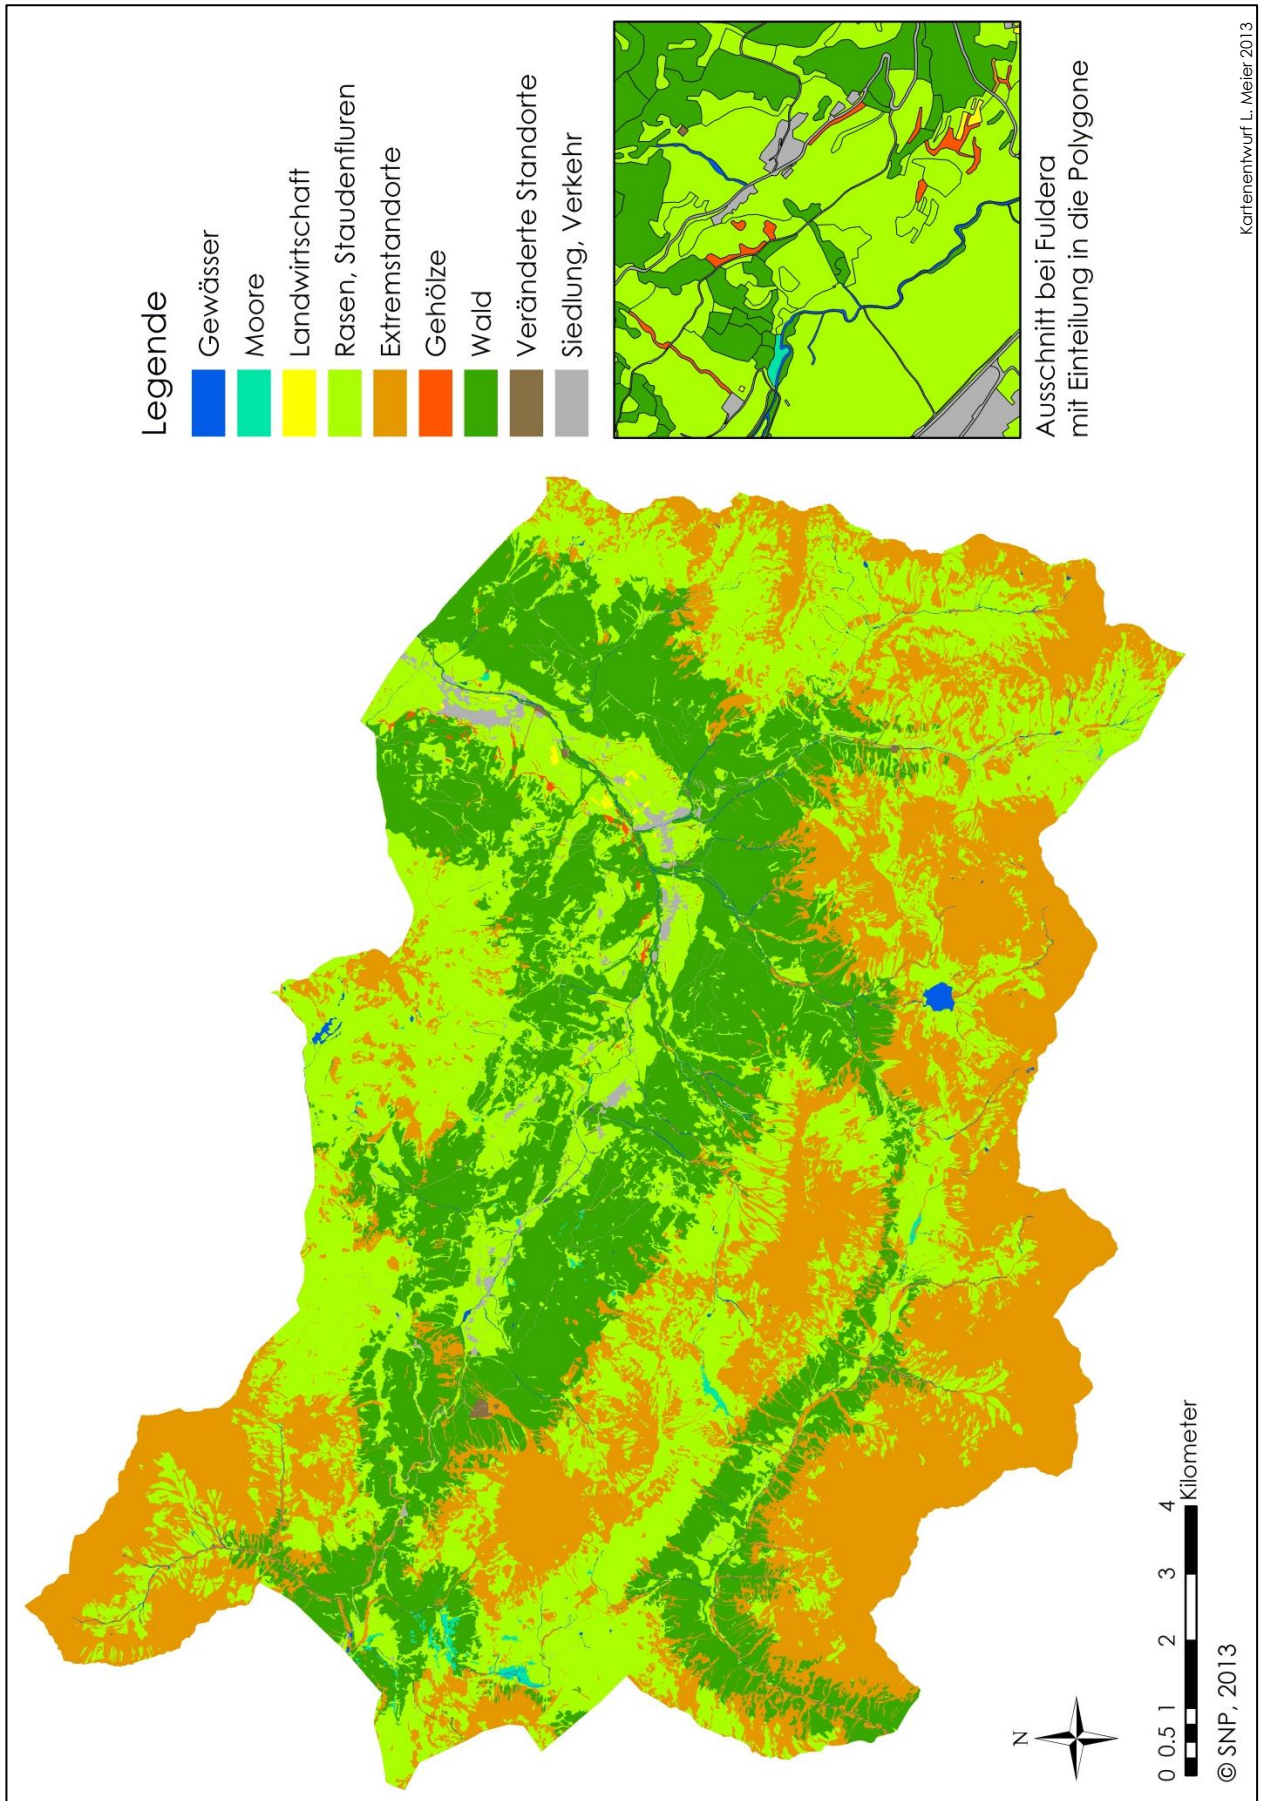 Legende
Gewässer
Moore
Landwirtschaft
Rasen, Staudenfluren
Extremstandorte
Gehölze
Wald
Veränderte Standorte
Siedlung, Verkehr
Ausschnitt bei Fuldera
mit Einteilung in die Polygone
N
0 0.5 1 2 3 4
Kilometer
© SNP, 2013
Kartenentwurf L. Meier 2013